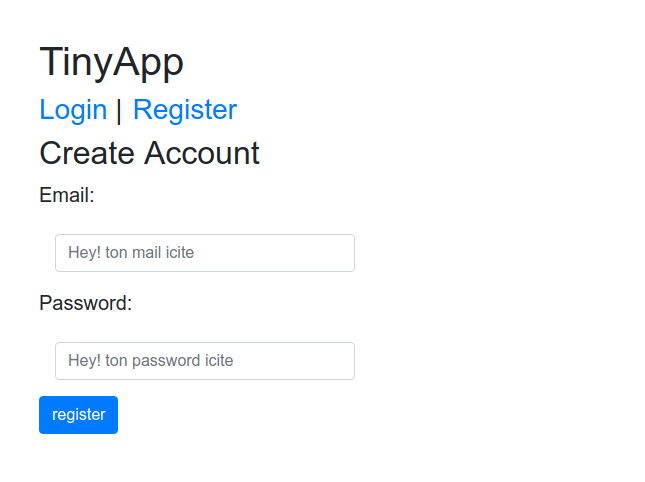 TinyApp
Login | Register
Create Account
Email:
Hey! ton mail icite
Password:
Hey! ton password icite
register